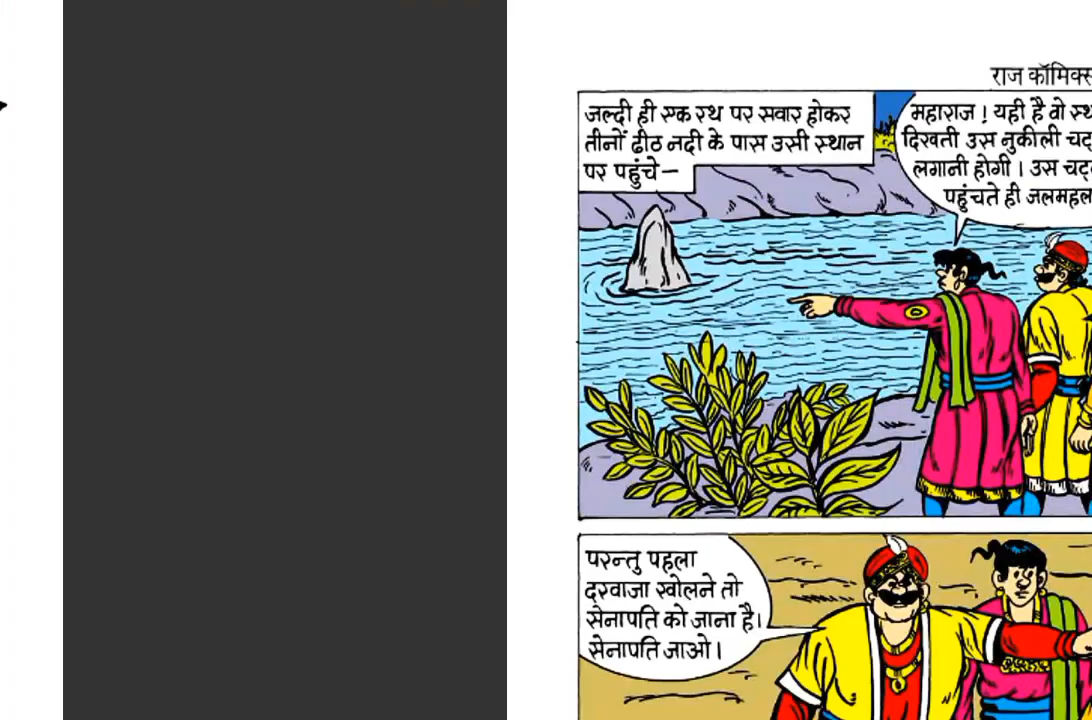 राज कॉमिक्स
जल्दी ही एक रथ पर सवार होकर
तीनों ढीठ नदी के पास उसी स्थान
पर पहुंचे—
महाराज! यही है वो
दिखती उस नुकीली
लगानी होगी। उस
पहुंचते ही जलमहल
परन्तु पहला
दरवाजा खोलने तो
सेनापति को जाना है।
सेनापति जाओ।